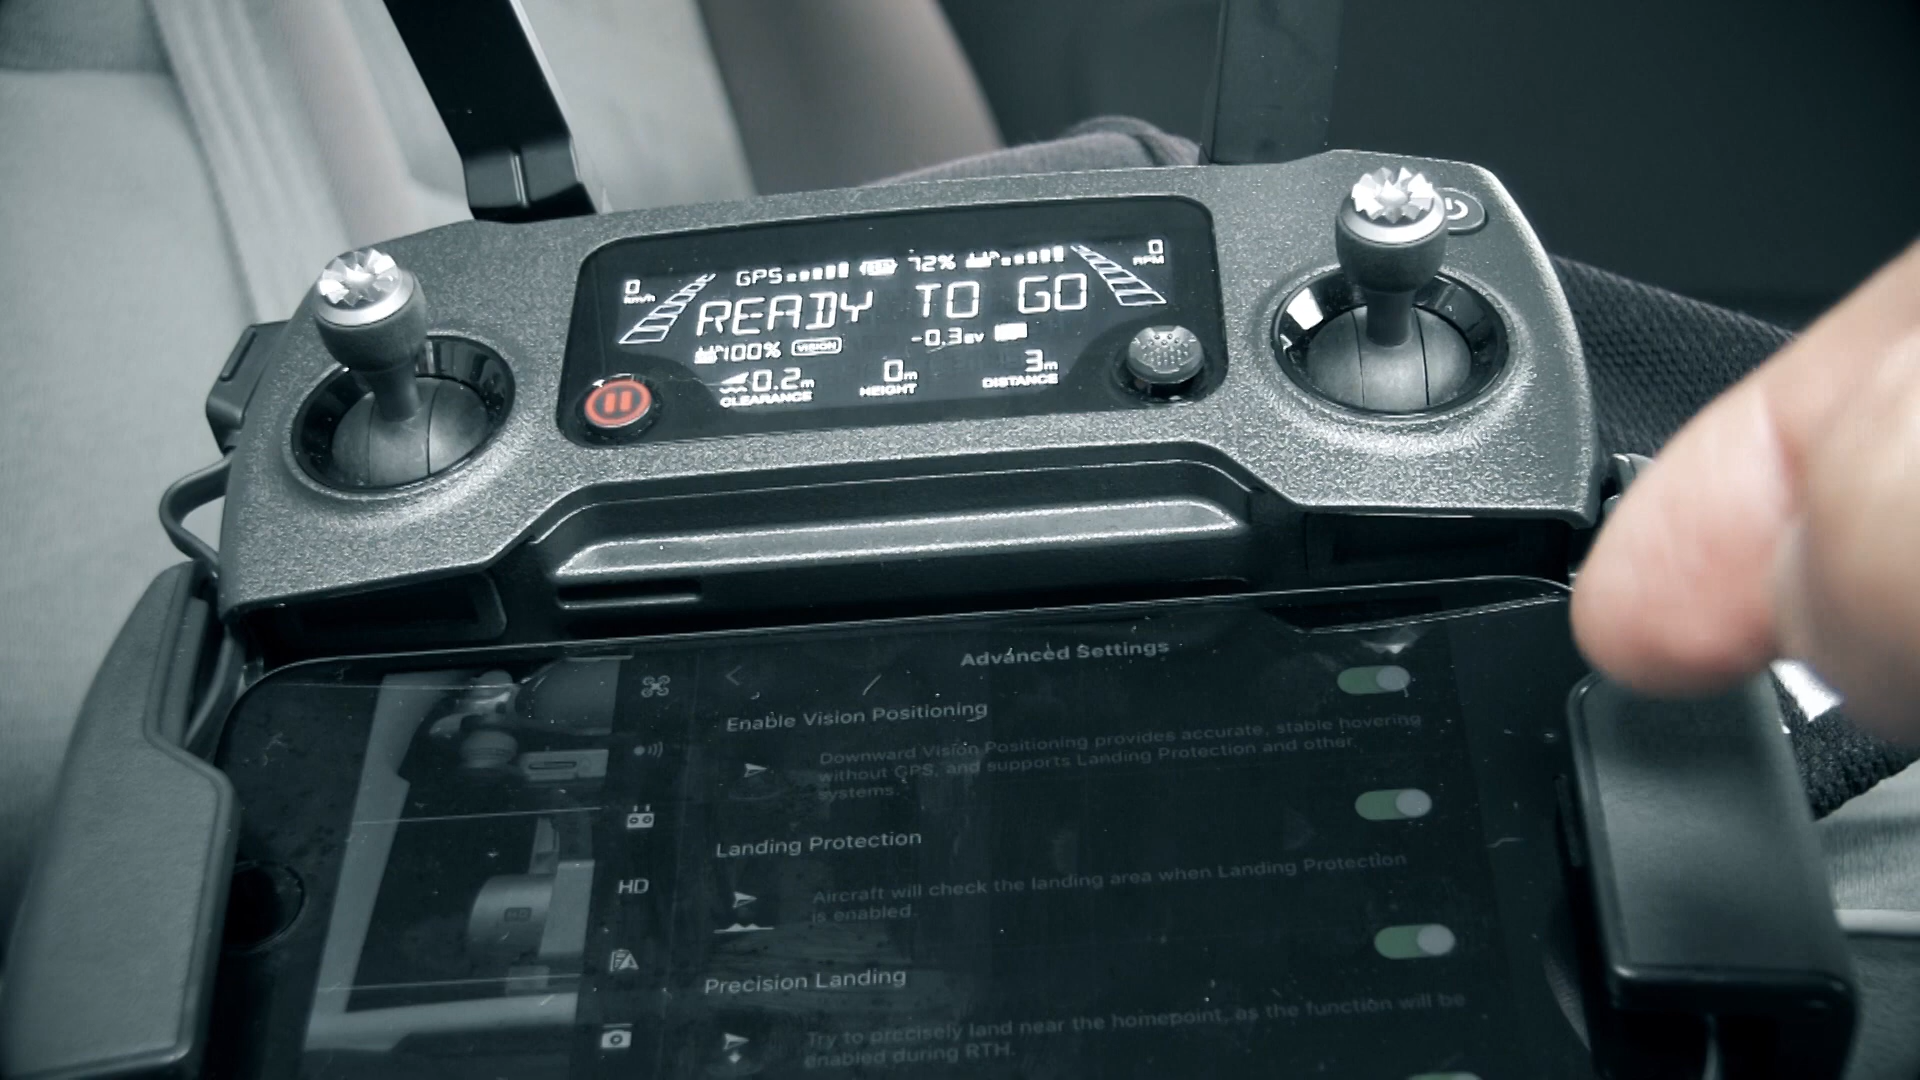 GPS 72%
0 km/h
0 RPM
READY TO GO
100% VISION -0.3EV
0.2m 0m 3m
CLEARANCE HEIGHT DISTANCE
Advanced Settings
Enable Vision Positioning
Downward Vision Positioning provides accurate, stable hovering
without GPS, and supports Landing Protection and other
systems.
Landing Protection
HD
Aircraft will check the landing area when Landing Protection
is enabled.
Precision Landing
Try to precisely land near the homepoint, as the function will be
enabled during RTH.